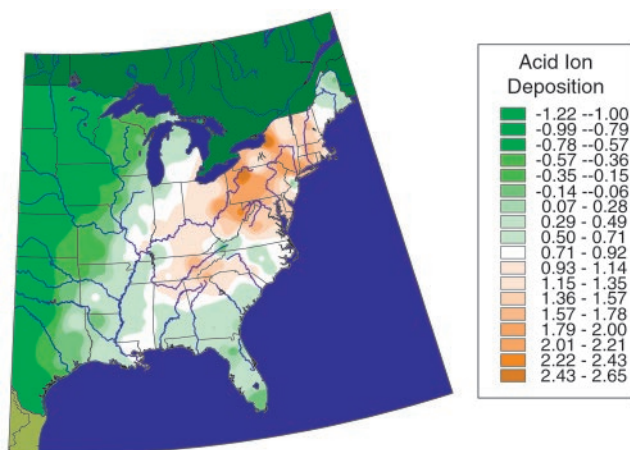 Acid Ion
Deposition
-1.22 --1.00
-0.99 --.79
-0.78 --0.57
-0.57 --0.36
-0.35 --0.15
-0.14 --.06
0.07 - 0.28
0.29 - 0.49
0.50 - 0.71
0.71 - 0.92
0.93 - 1.14
1.15 - 1.35
1.36 - 1.57
1.57 - 1.78
1.79 - 2.00
2.01 - 2.21
2.22 - 2.43
2.43 - 2.65